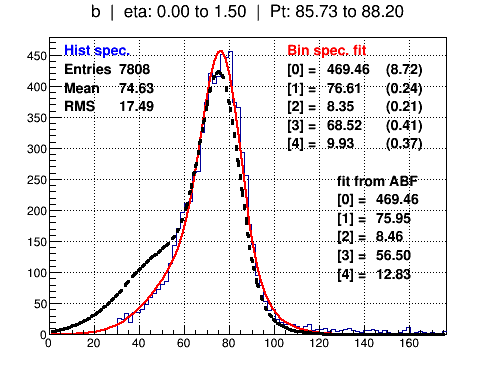 b | eta: 0.00 to 1.50 | Pt: 85.73 to 88.20
Hist spec.
Entries 7808
Mean 74.63
RMS 17.49
Bin spec. fit
[0] = 469.46 (8.72)
[1] = 76.61 (0.24)
[2] = 8.35 (0.21)
[3] = 68.52 (0.41)
[4] = 9.93 (0.37)
fit from ABF
[0] = 469.46
[1] = 75.95
[2] = 8.46
[3] = 56.50
[4] = 12.83
450
400
350
300
250
200
150
100
50
0
0 20 40 60 80 100 120 140 160